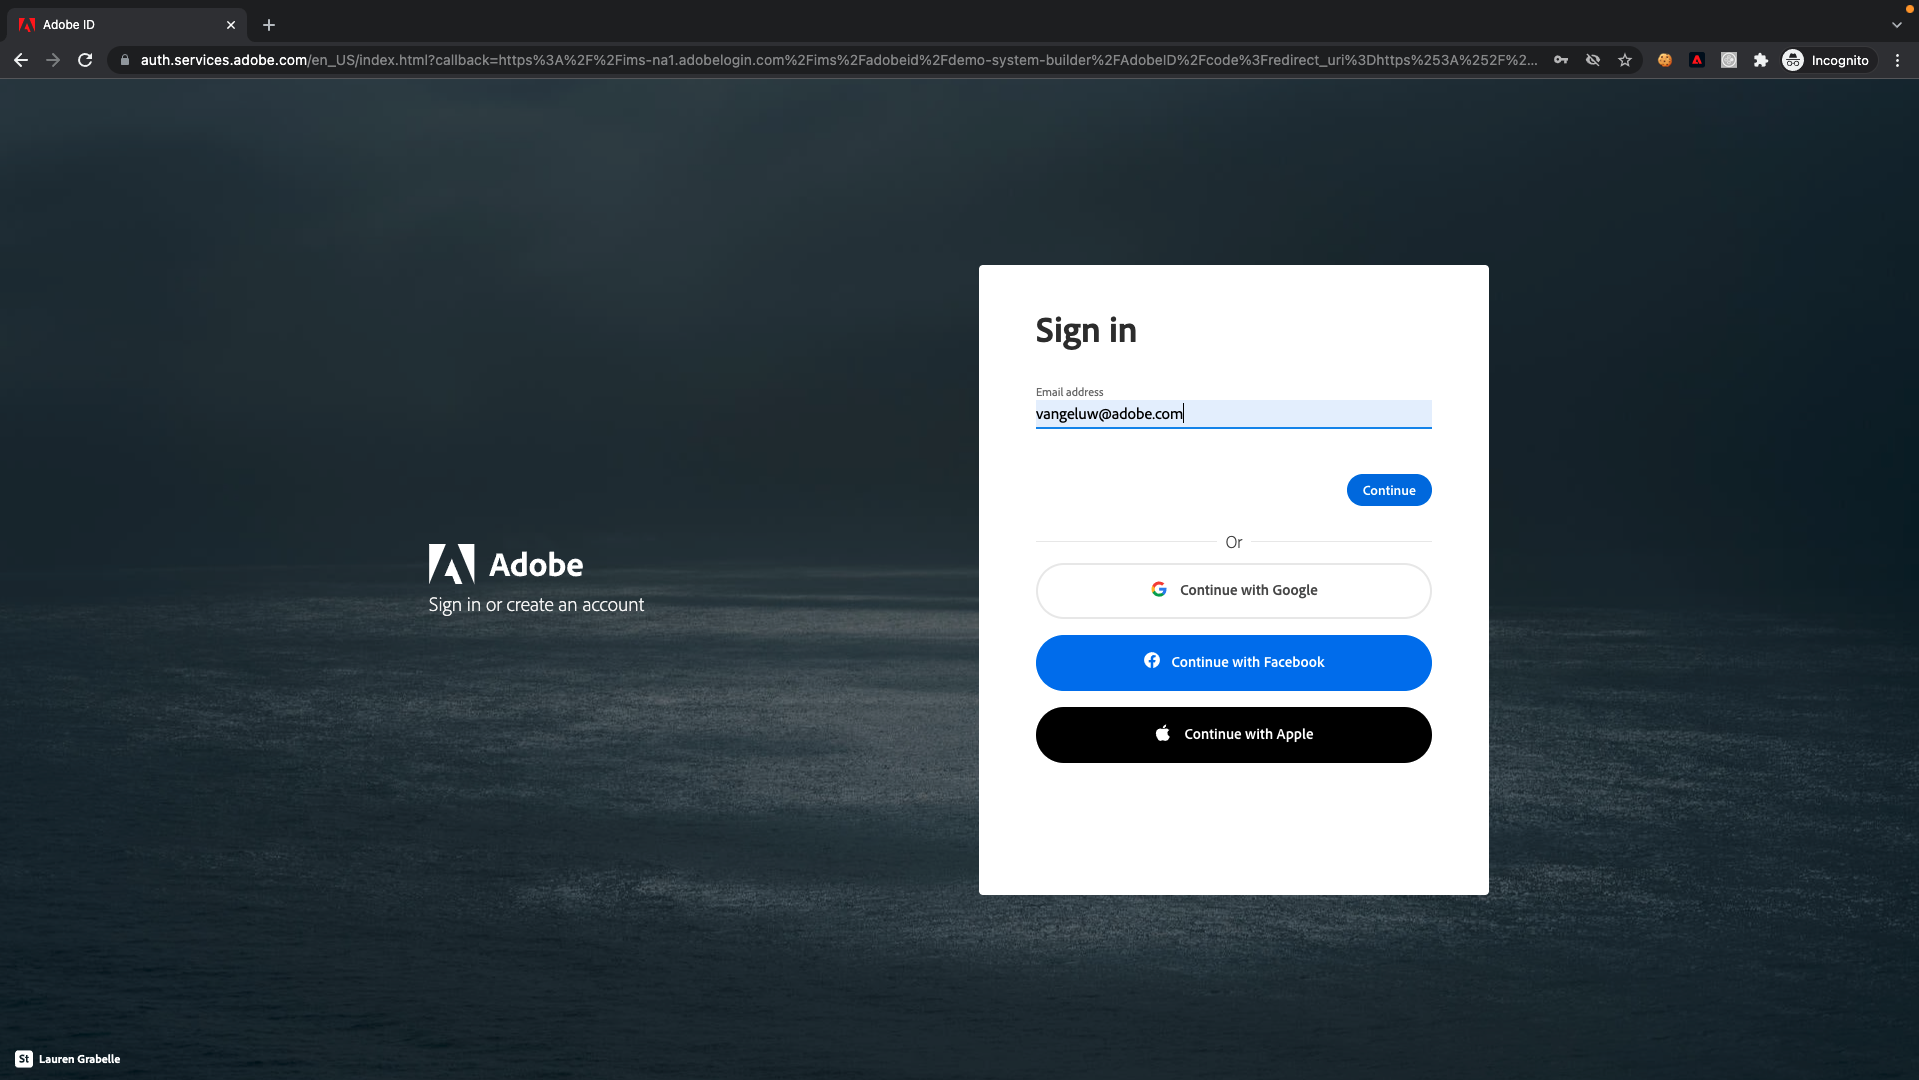 Adobe ID
auth.services.adobe.com/en_US/index.html?callback=https%3A%2F%2Fims-na1.adobelogin.com%2Fims%2Fadobeid%2Fdemo-system-builder%2FAdobeID%2Fcode%3Fredirect_uri%3Dhttps%253A%252F%2...
Incognito
Sign in
Email address
vangeluw@adobe.com
Continue
Or
Continue with Google
Continue with Facebook
Continue with Apple
Adobe
Sign in or create an account
St Lauren Grabelle